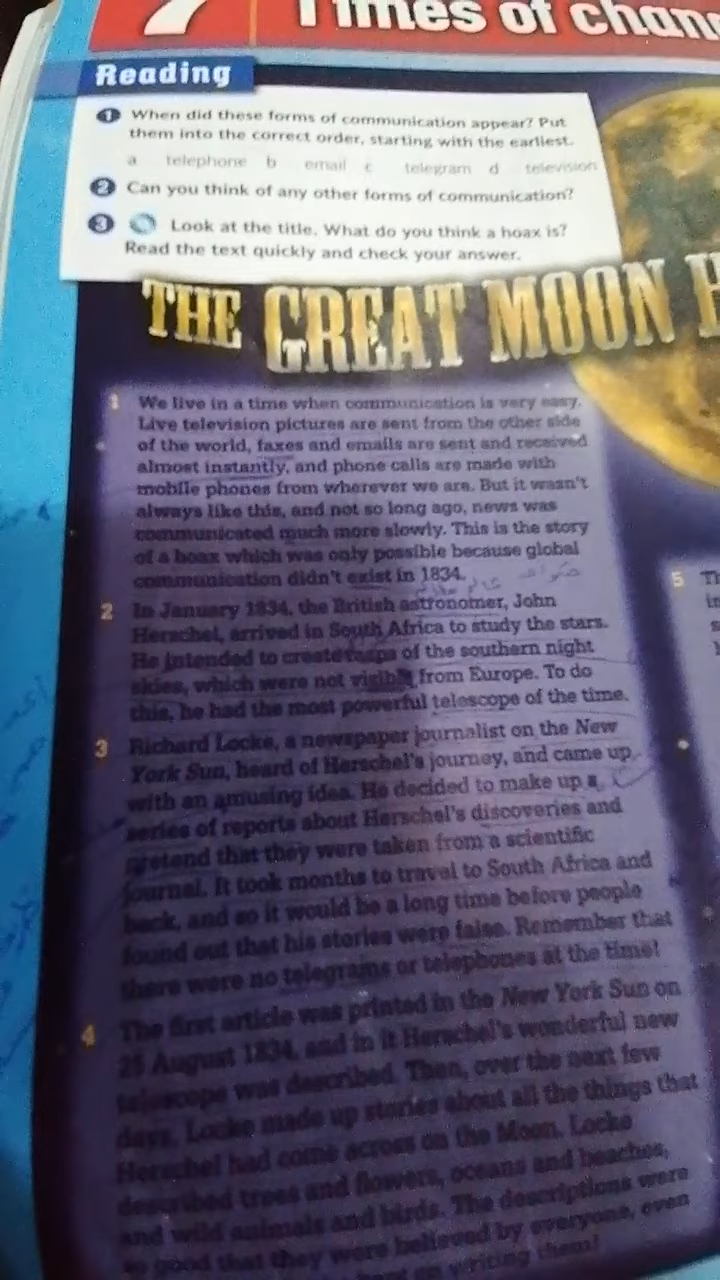 7 Times of chan
Reading
1 When did these forms of communication appear? Put
them into the correct order, starting with the earliest.
a telephone b email c telegram d television
2 Can you think of any other forms of communication?
3 Look at the title. What do you think a hoax is?
Read the text quickly and check your answer.
THE GREAT MOON H
1 We live in a time when communication is very easy.
Live television pictures are sent from the other side
of the world, faxes and emails are sent and received
almost instantly, and phone calls are made with
mobile phones from wherever we are. But it wasn't
always like this, and not so long ago, news was
communicated much more slowly. This is the story
of a hoax which was only possible because global
communication didn't exist in 1834.
2 In January 1834, the British astronomer, John
Herschel, arrived in South Africa to study the stars.
He intended to create maps of the southern night
skies, which were not visible from Europe. To do
this, he had the most powerful telescope of the time.
3 Richard Locke, a newspaper journalist on the New
York Sun, heard of Herschel's journey, and came up
with an amusing idea. He decided to make up a
series of reports about Herschel's discoveries and
pretend that they were taken from a scientific
journal. It took months to travel to South Africa and
back, and so it would be a long time before people
found out that his stories were false. Remember that
there were no telegrams or telephones at the time!
4 The first article was printed in the New York Sun on
25 August 1834, and in it Herschel's wonderful new
telescope was described. Then, over the next few
days, Locke made up stories about all the things that
Herschel had come across on the Moon. Locke
described trees and flowers, oceans and beaches,
and wild animals and birds. The descriptions were
so good that they were believed by everyone, even
on writing them!
5 Th
in
s